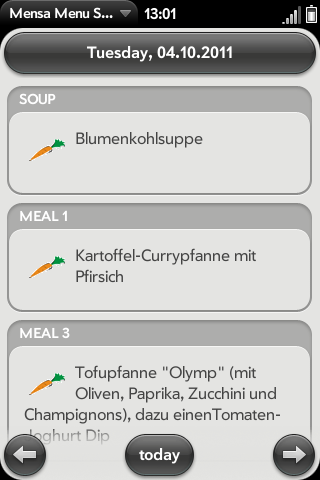 Mensa Menu S...
13:01
Tuesday, 04.10.2011
SOUP
Blumenkohlsuppe
MEAL 1
Kartoffel-Currypfanne mit
Pfirsich
MEAL 3
Tofupfanne "Olymp" (mit
Oliven, Paprika, Zucchini und
Champignons), dazu einenTomaten-
Joghurt Dip
today